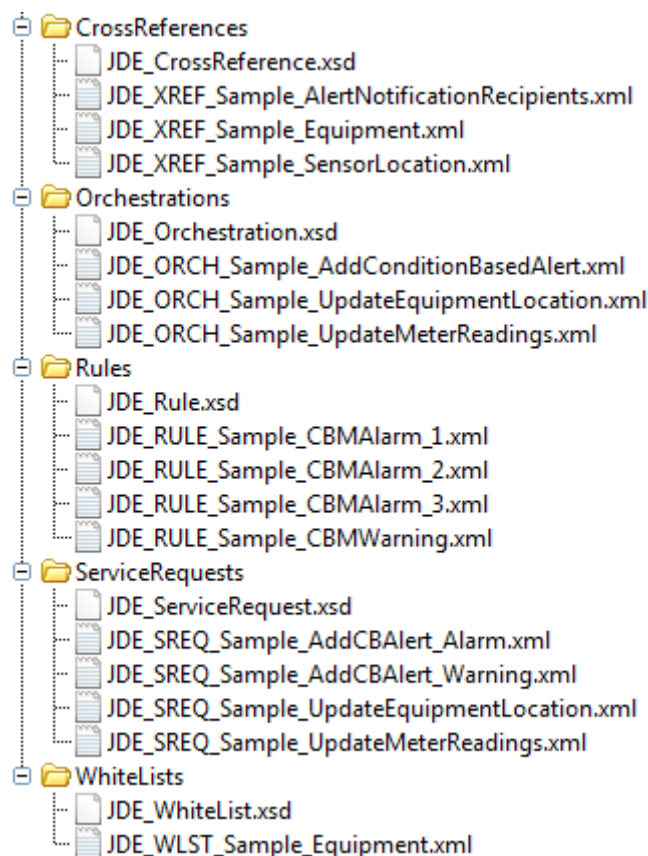 CrossReferences
JDE_CrossReference.xsd
JDE_XREF_Sample_AlertNotificationRecipients.xml
JDE_XREF_Sample_Equipment.xml
JDE_XREF_Sample_SensorLocation.xml
Orchestrations
JDE_Orchestration.xsd
JDE_ORCH_Sample_AddConditionBasedAlert.xml
JDE_ORCH_Sample_UpdateEquipmentLocation.xml
JDE_ORCH_Sample_UpdateMeterReadings.xml
Rules
JDE_Rule.xsd
JDE_RULE_Sample_CBMAlarm_1.xml
JDE_RULE_Sample_CBMAlarm_2.xml
JDE_RULE_Sample_CBMAlarm_3.xml
JDE_RULE_Sample_CBMWarning.xml
ServiceRequests
JDE_ServiceRequest.xsd
JDE_SREQ_Sample_AddCBAlert_Alarm.xml
JDE_SREQ_Sample_AddCBAlert_Warning.xml
JDE_SREQ_Sample_UpdateEquipmentLocation.xml
JDE_SREQ_Sample_UpdateMeterReadings.xml
WhiteLists
JDE_WhiteList.xsd
JDE_WLST_Sample_Equipment.xml